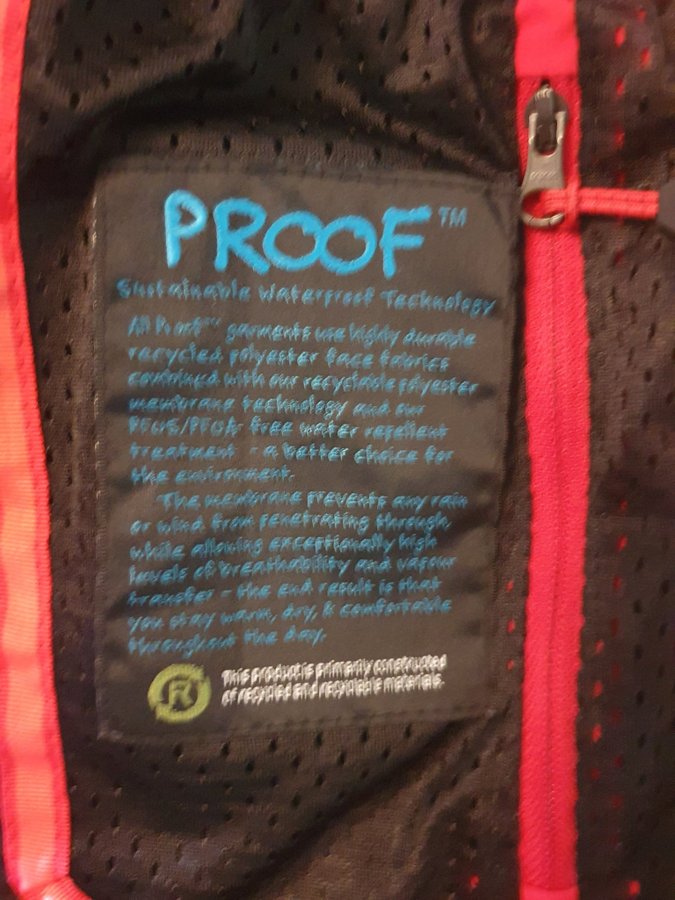 PROOF™
Sustainable Waterproof Technology
All Proof™ garments use highly durable
recycled polyester face fabrics
combined with our recyclable polyester
membrane technology and our
PFOS/PFOA free water repellent
treatment - a better choice for
the environment.
The membrane prevents any rain
or wind from penetrating through,
while allowing exceptionally high
levels of breathability and vapour
transfer - the end result is that
you stay warm, dry, & comfortable
throughout the day.
R
This product is primarily constructed
of recycled and recyclable materials.